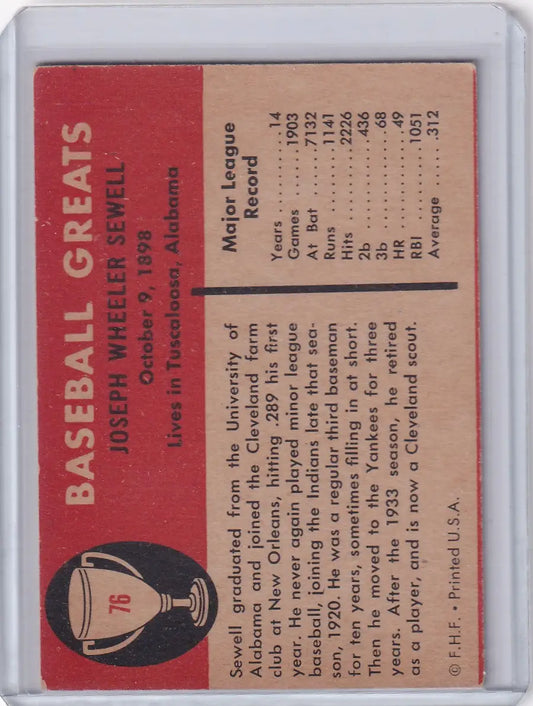 76
BASEBALL GREATS
JOSEPH WHEELER SEWELL
October 9, 1898
Lives in Tuscaloosa, Alabama
Sewell graduated from the University of
Alabama and joined the Cleveland farm
club at New Orleans, hitting .289 his first
year. He never again played minor league
baseball, joining the Indians late that sea-
son, 1920. He was a regular third baseman
for ten years, sometimes filling in at short.
Then he moved to the Yankees for three
years. After the 1933 season, he retired
as a player, and is now a Cleveland scout.
© F.H.F. • Printed U.S.A.
Major League
Record
Years ........ 14
Games ...... 1903
At Bat ..... 7132
Runs ....... 1141
Hits ........ 2226
2b .......... 436
3b ........... 68
HR ........... 49
RBI ........ 1051
Average .... .312